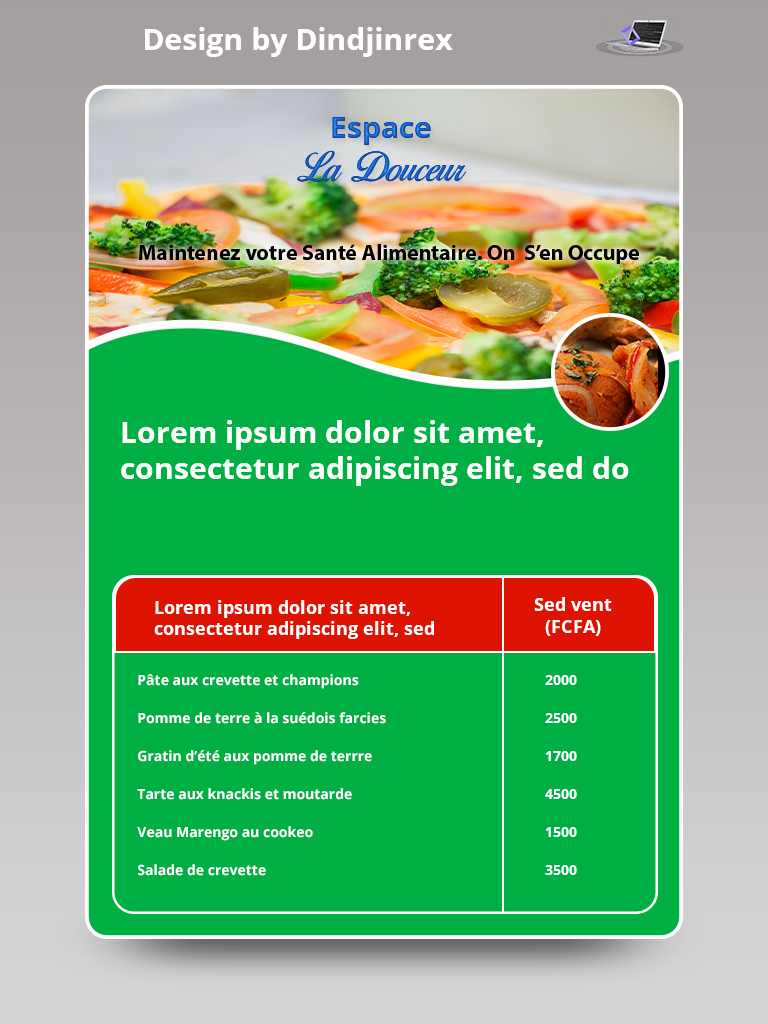 Design by Dindjinrex
Espace
La Douceur
Maintenez votre Santé Alimentaire. On S’en Occupe
Lorem ipsum dolor sit amet,
consectetur adipiscing elit, sed do
Lorem ipsum dolor sit amet,
consectetur adipiscing elit, sed
Sed vent
(FCFA)
Pâte aux crevette et champions 2000
Pomme de terre à la suédois farcies 2500
Gratin d’été aux pomme de terrre 1700
Tarte aux knackis et moutarde 4500
Veau Marengo au cookeo 1500
Salade de crevette 3500